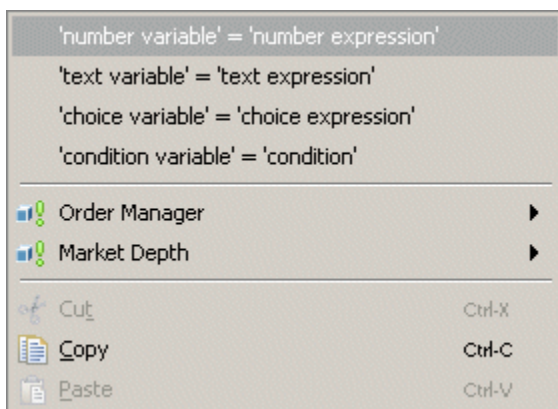 'number variable' = 'number expression'
'text variable' = 'text expression'
'choice variable' = 'choice expression'
'condition variable' = 'condition'
Order Manager
Market Depth
Cut Ctrl-X
Copy Ctrl-C
Paste Ctrl-V